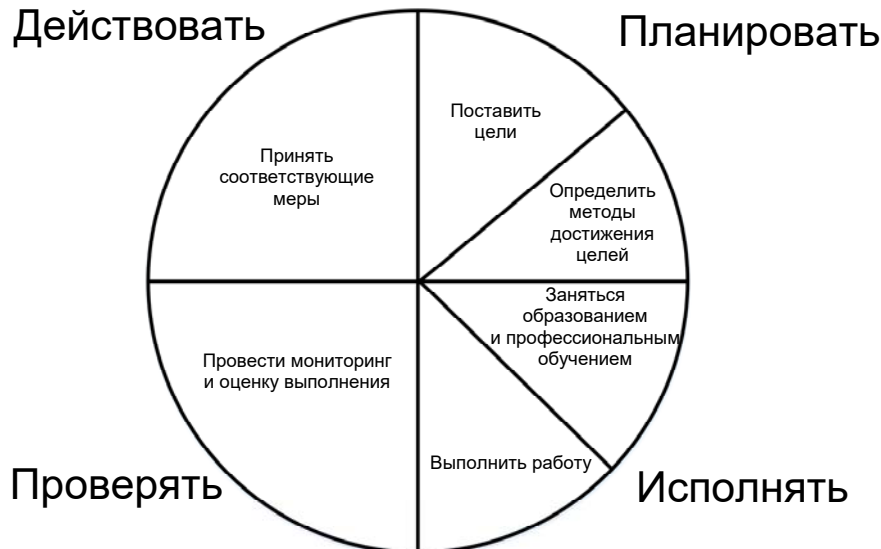 Действовать
Планировать
Поставить
цели
Принять
соответствующие
меры
Определить
методы
достижения
целей
Заняться
образованием
и профессиональным
обучением
Провести мониторинг
и оценку выполнения
Выполнить работу
Проверять
Исполнять